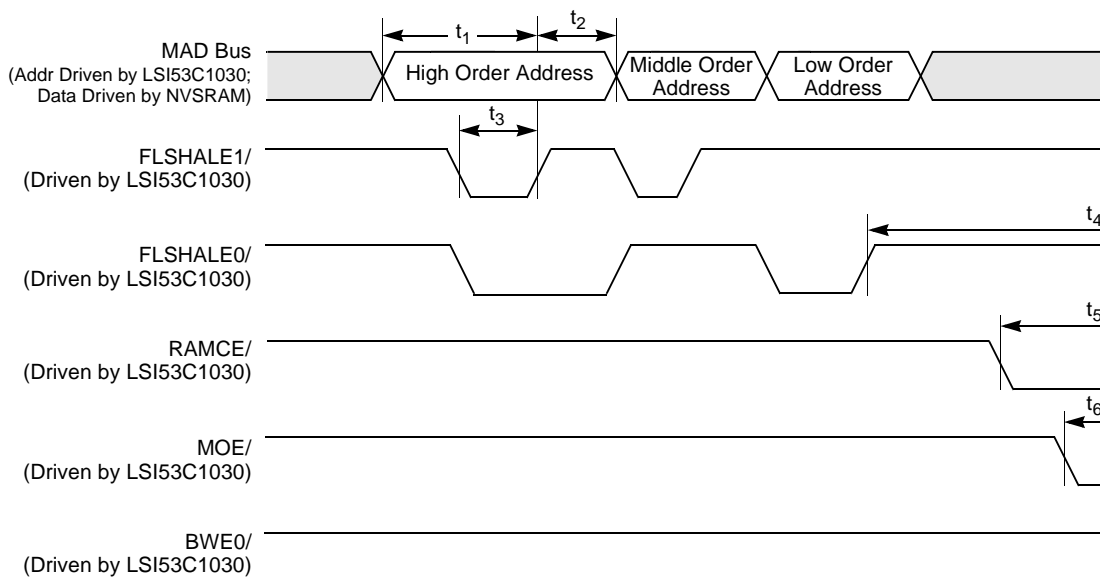 t1
t2
MAD Bus
(Addr Driven by LSI53C1030;
Data Driven by NVSRAM)
High Order Address
Middle Order
Address
Low Order
Address
t3
FLSHALE1/
(Driven by LSI53C1030)
t4
FLSHALE0/
(Driven by LSI53C1030)
t5
RAMCE/
(Driven by LSI53C1030)
t6
MOE/
(Driven by LSI53C1030)
BWE0/
(Driven by LSI53C1030)